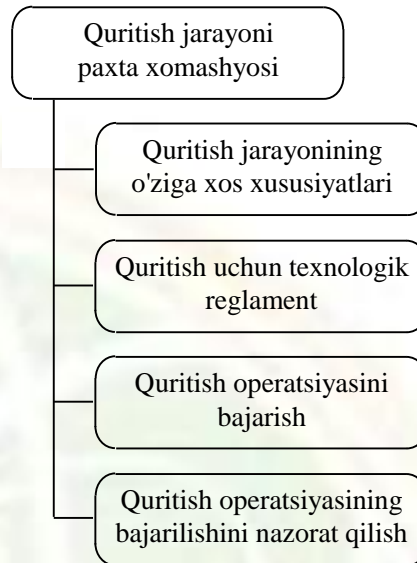 Quritish jarayoni
paxta xomashyosi
Quritish jarayonining
o'ziga xos xususiyatlari
Quritish uchun texnologik
reglament
Quritish operatsiyasini
bajarish
Quritish operatsiyasining
bajarilishini nazorat qilish